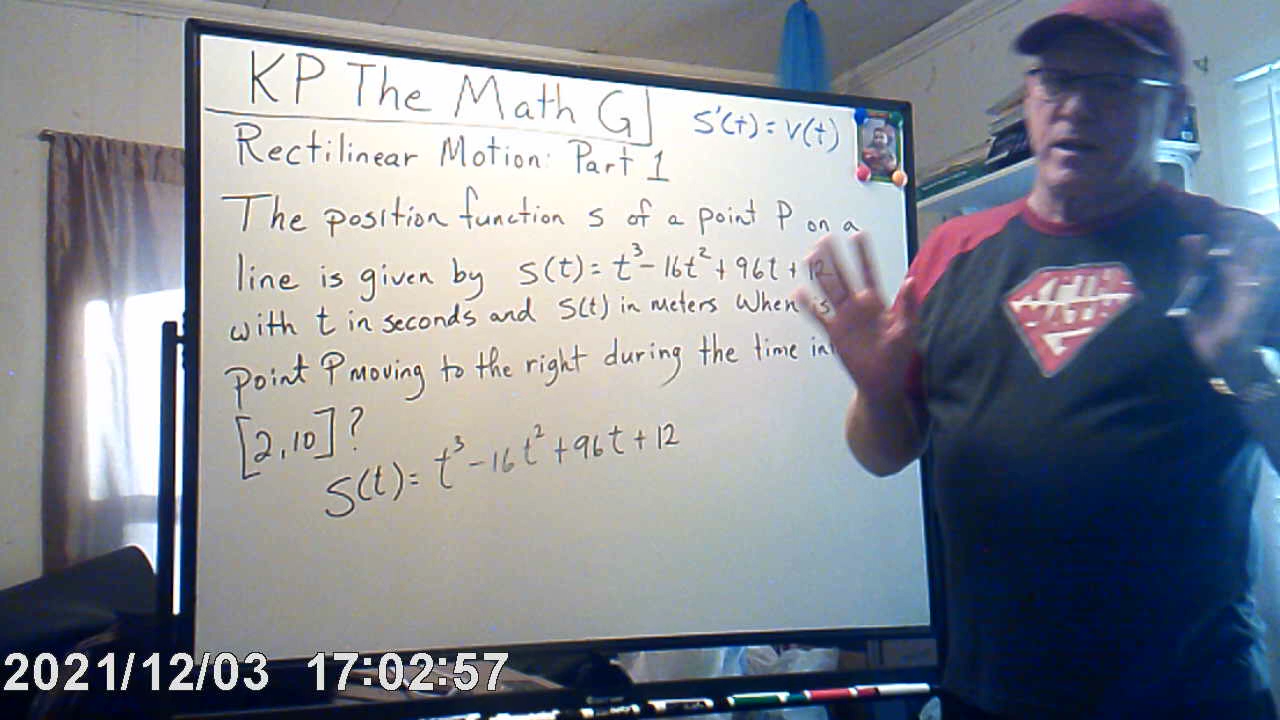 KP The Math G
s'(t) = v(t)
Rectilinear Motion: Part 1
The position function s of a point P on a
line is given by s(t) = t³ - 16t² + 96t + 12
with t in seconds and s(t) in meters When is
point P moving to the right during the time
[2,10]?
S(t) = t³ - 16t² + 96t + 12
2021/12/03 17:02:57